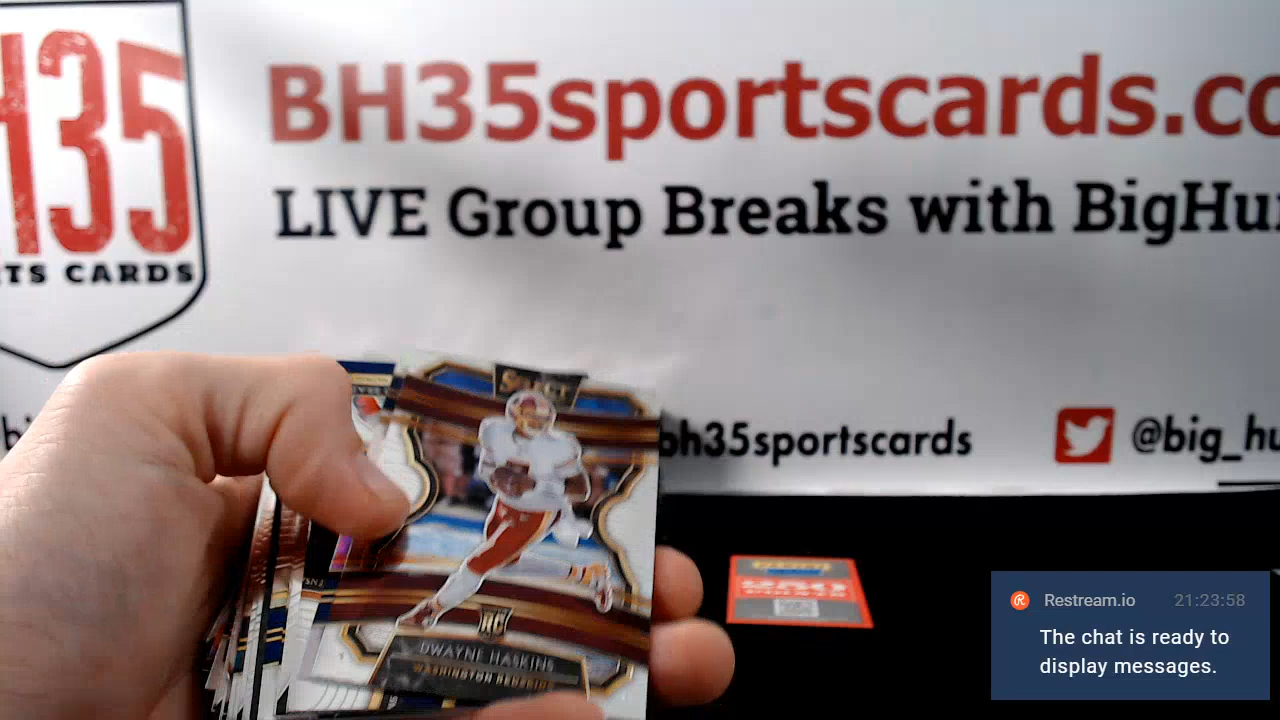 H35
TS CARDS
BH35sportscards.co
LIVE Group Breaks with BigHu
bh35sportscards
@big_hu
SELECT
RC
DWAYNE HASKINS
WASHINGTON REDSKINS
Restream.io 21:23:58
The chat is ready to
display messages.